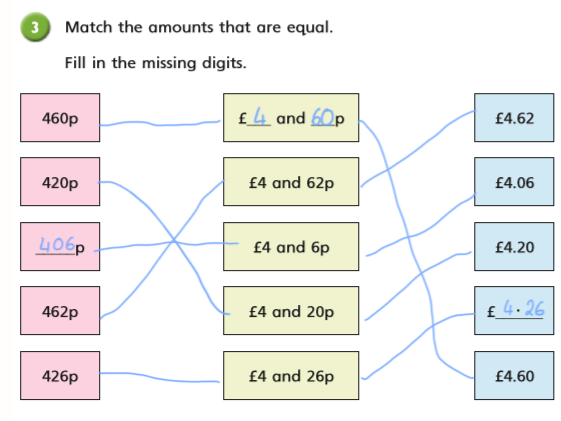 3 Match the amounts that are equal.
Fill in the missing digits.
460p £ 4 and 60p £4.62
420p £4 and 62p £4.06
406p £4 and 6p £4.20
462p £4 and 20p £ 4.26
426p £4 and 26p £4.60